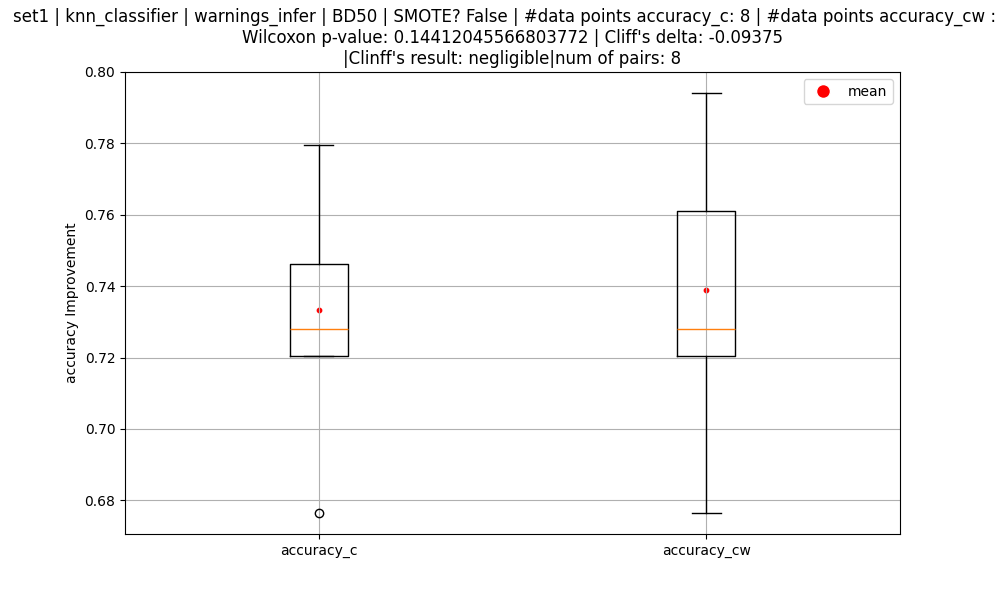 set1 | knn_classifier | warnings_infer | BD50 | SMOTE? False | #data points accuracy_c: 8 | #data points accuracy_cw :
Wilcoxon p-value: 0.14412045566803772 | Cliff's delta: -0.09375
|Clinff's result: negligible|num of pairs: 8
mean
0.80
0.78
0.76
0.74
0.72
0.70
0.68
accuracy Improvement
accuracy_c
accuracy_cw